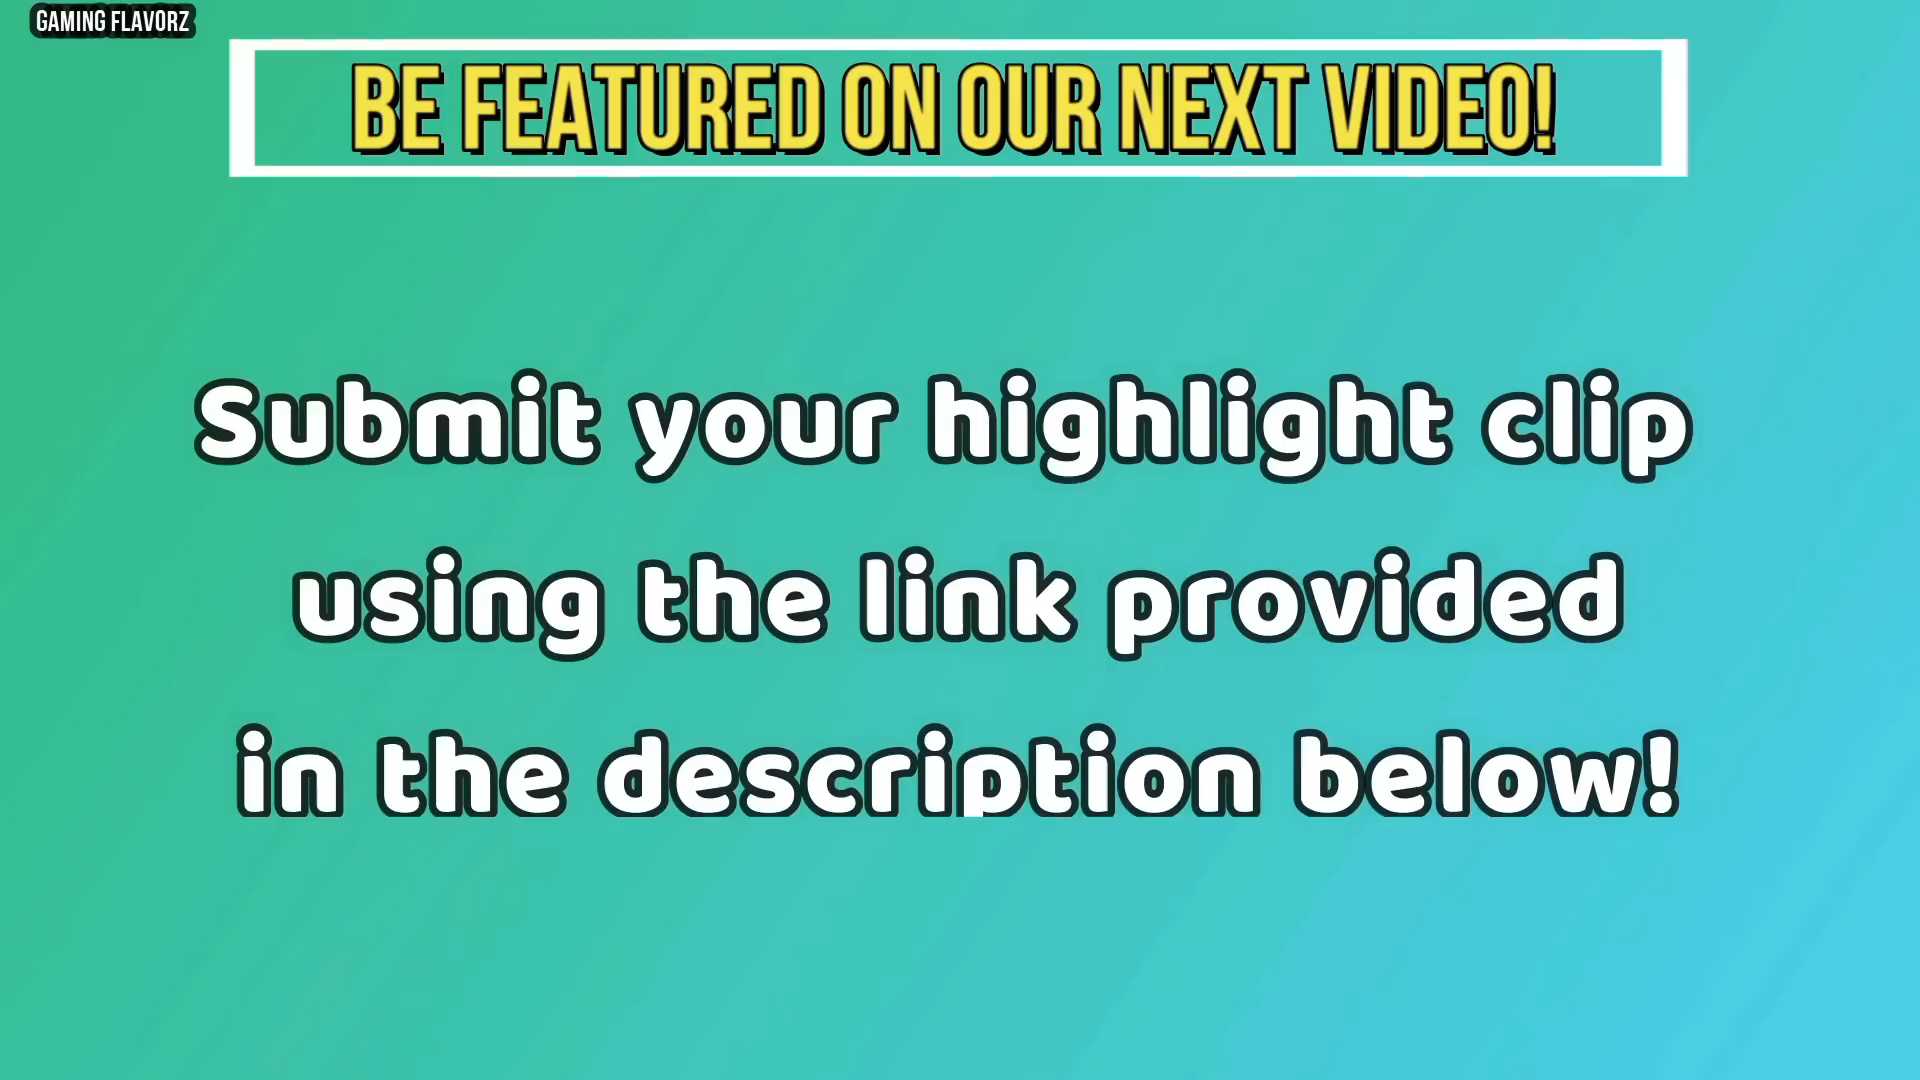 GAMING FLAVORZ
BE FEATURED ON OUR NEXT VIDEO!
Submit your highlight clip
using the link provided
in the description below!